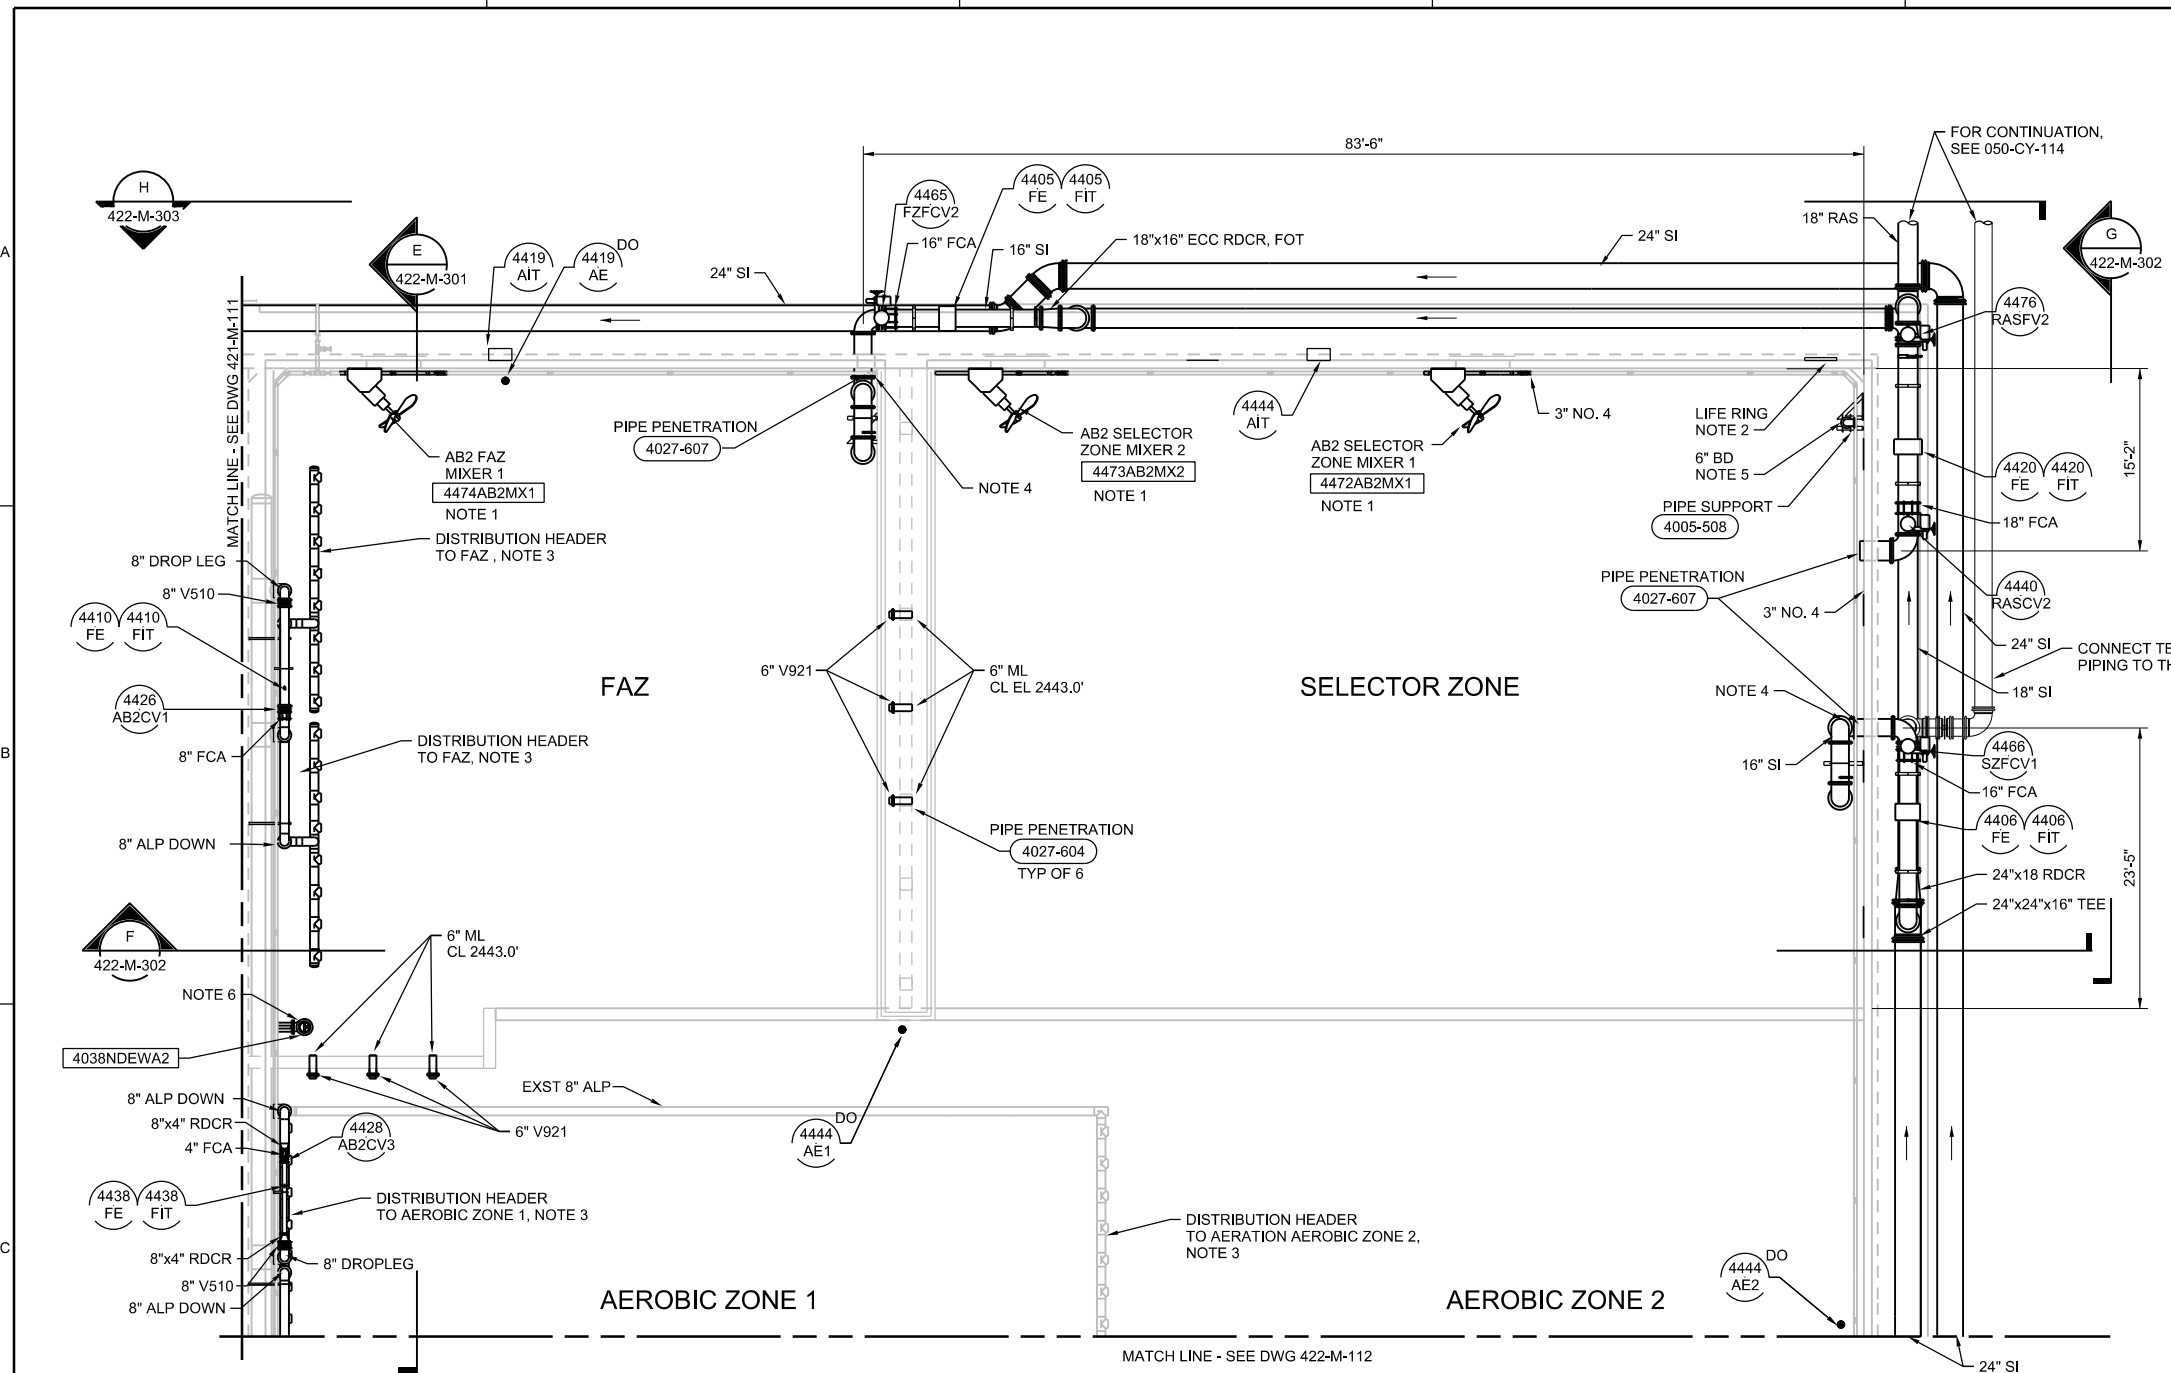 83'-6"
FOR CONTINUATION,
SEE 050-CY-114
H
422-M-303
E
422-M-301
4419
AIT
4419
AE
DO
24" SI
4465
FZFCV2
16" FCA
4405
FE
4405
FIT
16" SI
18"x16" ECC RDCR, FOT
24" SI
18" RAS
G
422-M-302
4476
RASFV2
A
MATCH LINE - SEE DWG 421-M-111
PIPE PENETRATION
4027-607
AB2 FAZ
MIXER 1
4474AB2MX1
NOTE 1
NOTE 4
AB2 SELECTOR
ZONE MIXER 2
4473AB2MX2
NOTE 1
4444
AIT
AB2 SELECTOR
ZONE MIXER 1
4472AB2MX1
NOTE 1
3" NO. 4
LIFE RING
NOTE 2
6" BD
NOTE 5
PIPE SUPPORT
4005-508
15'-2"
4420
FE
4420
FIT
18" FCA
DISTRIBUTION HEADER
TO FAZ , NOTE 3
8" DROP LEG
8" V510
4410
FE
4410
FIT
4426
AB2CV1
8" FCA
DISTRIBUTION HEADER
TO FAZ, NOTE 3
8" ALP DOWN
FAZ
6" V921
6" ML
CL EL 2443.0'
SELECTOR ZONE
PIPE PENETRATION
4027-607
3" NO. 4
4440
RASCV2
24" SI
CONNECT TE
PIPING TO TH
18" SI
NOTE 4
16" SI
4466
SZFCV1
16" FCA
4406
FE
4406
FIT
24"x18 RDCR
24"x24"x16" TEE
23'-5"
B
PIPE PENETRATION
4027-604
TYP OF 6
F
422-M-302
6" ML
CL 2443.0'
NOTE 6
4038NDEWA2
8" ALP DOWN
8"x4" RDCR
4" FCA
4428
AB2CV3
EXST 8" ALP
6" V921
DO
4444
AE1
4438
FE
4438
FIT
DISTRIBUTION HEADER
TO AEROBIC ZONE 1, NOTE 3
8"x4" RDCR
8" DROPLEG
8" V510
8" ALP DOWN
C
DISTRIBUTION HEADER
TO AERATION AEROBIC ZONE 2,
NOTE 3
DO
4444
AE2
AEROBIC ZONE 1
AEROBIC ZONE 2
MATCH LINE - SEE DWG 422-M-112
24" SI